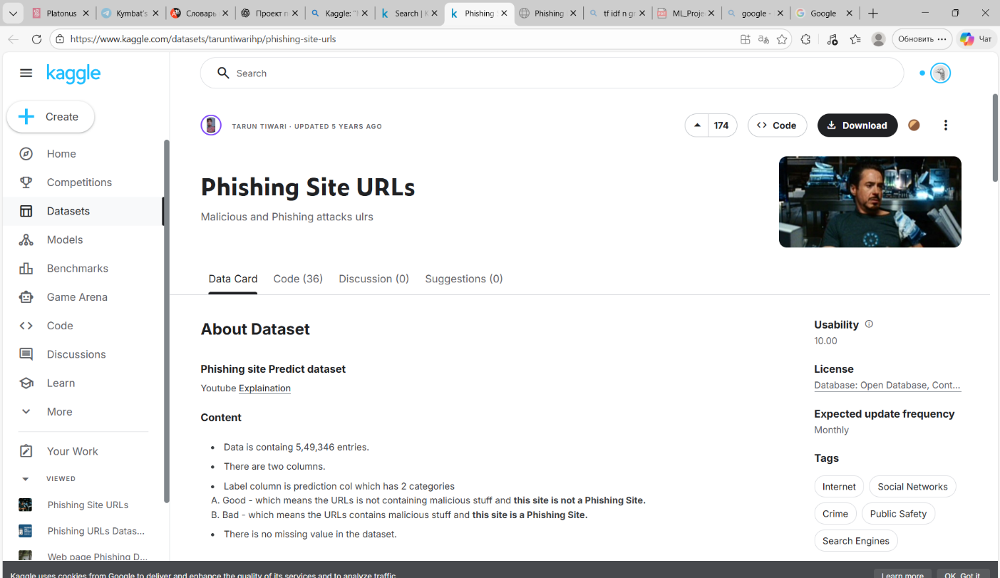 Platonus
Kymbat's
Словарь
Проект п
Kaggle: "М
Search | K
Phishing S
Phishing
tf idf n gr
ML_Proje
google -
Google
https://www.kaggle.com/datasets/taruntiwarihp/phishing-site-urls
Обновить ...
Чат
kaggle
Search
Create
TARUN TIWARI · UPDATED 5 YEARS AGO
174
Code
Download
Home
Competitions
Datasets
Models
Benchmarks
Game Arena
Code
Discussions
Learn
More
Your Work
VIEWED
Phishing Site URLs
Phishing URLs Datas...
Web page Phishing D...
Phishing Site URLs
Malicious and Phishing attacks ulrs
Data Card
Code (36)
Discussion (0)
Suggestions (0)
About Dataset
Phishing site Predict dataset
Youtube Explaination
Content
• Data is containg 5,49,346 entries.
• There are two columns.
• Label column is prediction col which has 2 categories
A. Good - which means the URLs is not containing malicious stuff and this site is not a Phishing Site.
B. Bad - which means the URLs contains malicious stuff and this site is a Phishing Site.
• There is no missing value in the dataset.
Usability
10.00
License
Database: Open Database, Cont...
Expected update frequency
Monthly
Tags
Internet
Social Networks
Crime
Public Safety
Search Engines
Kaggle uses cookies from Google to deliver and enhance the quality of its services and to analyze traffic.
Learn more
OK, Got it.